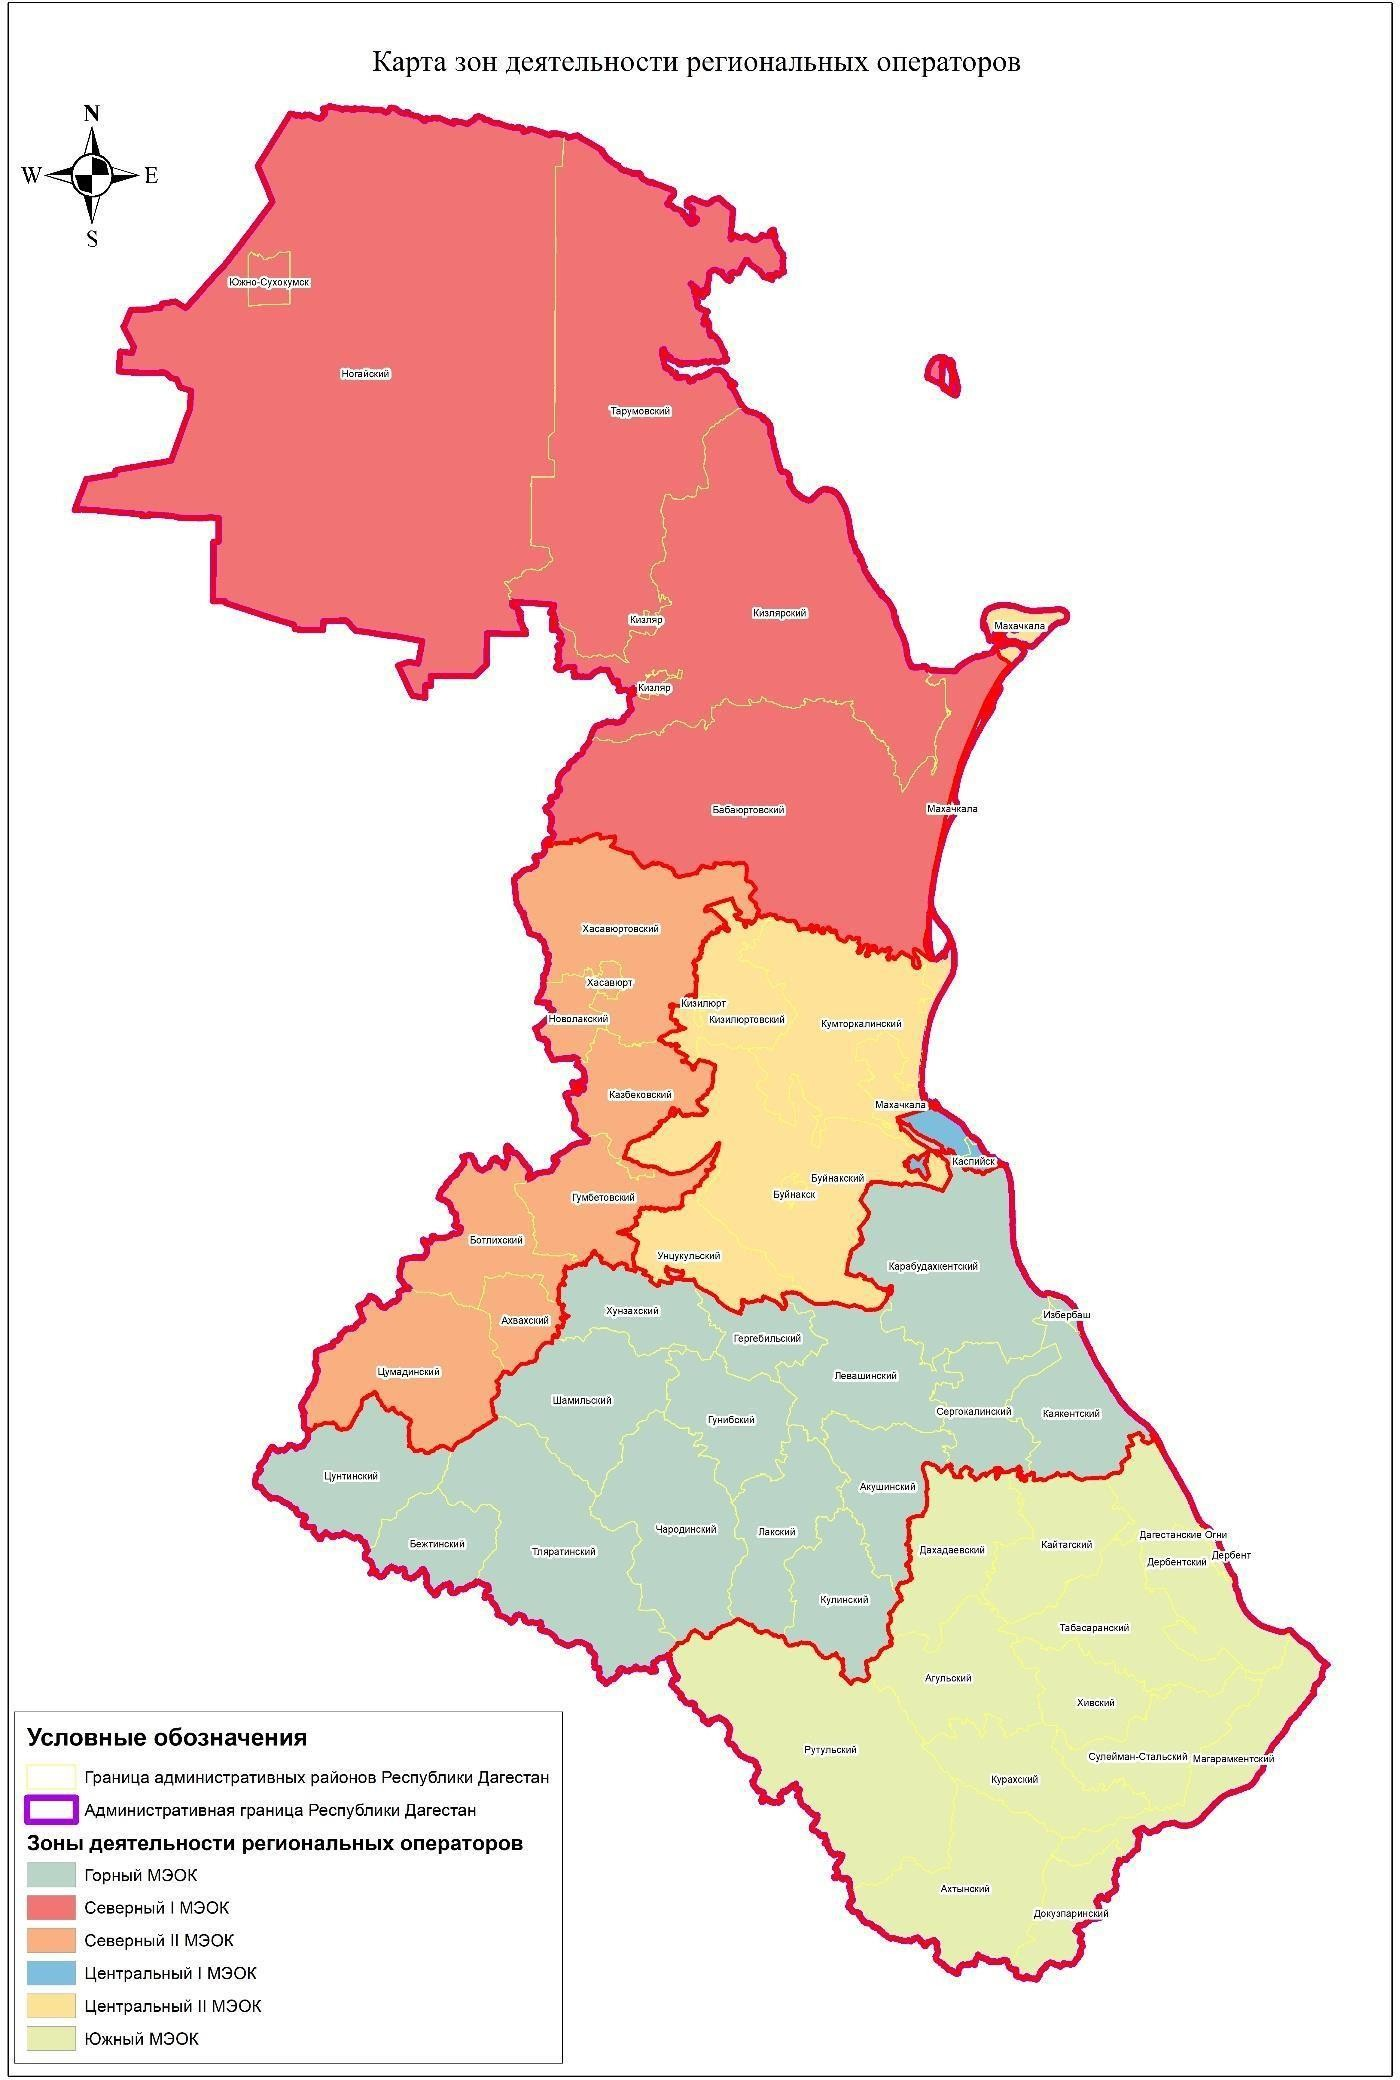 Карта зон деятельности региональных операторов
N
W
E
S
Южно-Сухокумск
Ногайский
Тарумовский
Кизляр
Кизлярский
Махачкала
Кизляр
Бабаюртовский
Махачкала
Хасавюртовский
Хасавюрт
Новолакский
Кизилюрт
Кизилюртовский
Кумторкалинский
Казбековский
Махачкала
Каспийск
Буйнакский
Буйнакск
Гумбетовский
Ботлихский
Унцукульский
Карабудахкентский
Хунзахский
Гергебильский
Избербаш
Ахвахский
Цумадинский
Левашинский
Шамильский
Гунибский
Сергокалинский
Каякентский
Цунтинский
Акушинский
Бежтинский
Тляратинский
Чародинский
Лакский
Дахадаевский
Кайтагский
Дагестанские Огни
Дербентский
Дербент
Кулинский
Табасаранский
Агульский
Хивский
Рутульский
Сулейман-Стальский
Магарамкентский
Курахский
Ахтынский
Докузпаринский
Условные обозначения
Граница административных районов Республики Дагестан
Административная граница Республики Дагестан
Зоны деятельности региональных операторов
Горный МЭОК
Северный I МЭОК
Северный II МЭОК
Центральный I МЭОК
Центральный II МЭОК
Южный МЭОК